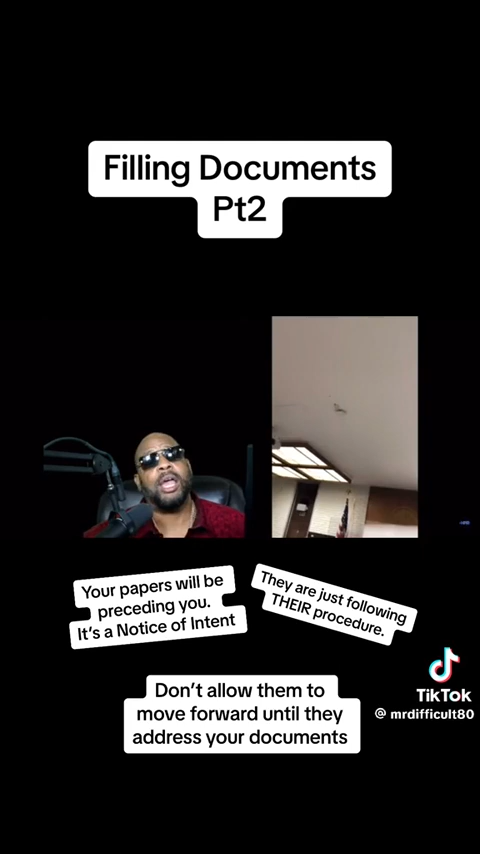 Filling Documents
Pt2
Your papers will be
preceding you.
It's a Notice of Intent
They are just following
THEIR procedure.
TikTok
@ mrdifficult80
Don't allow them to
move forward until they
address your documents